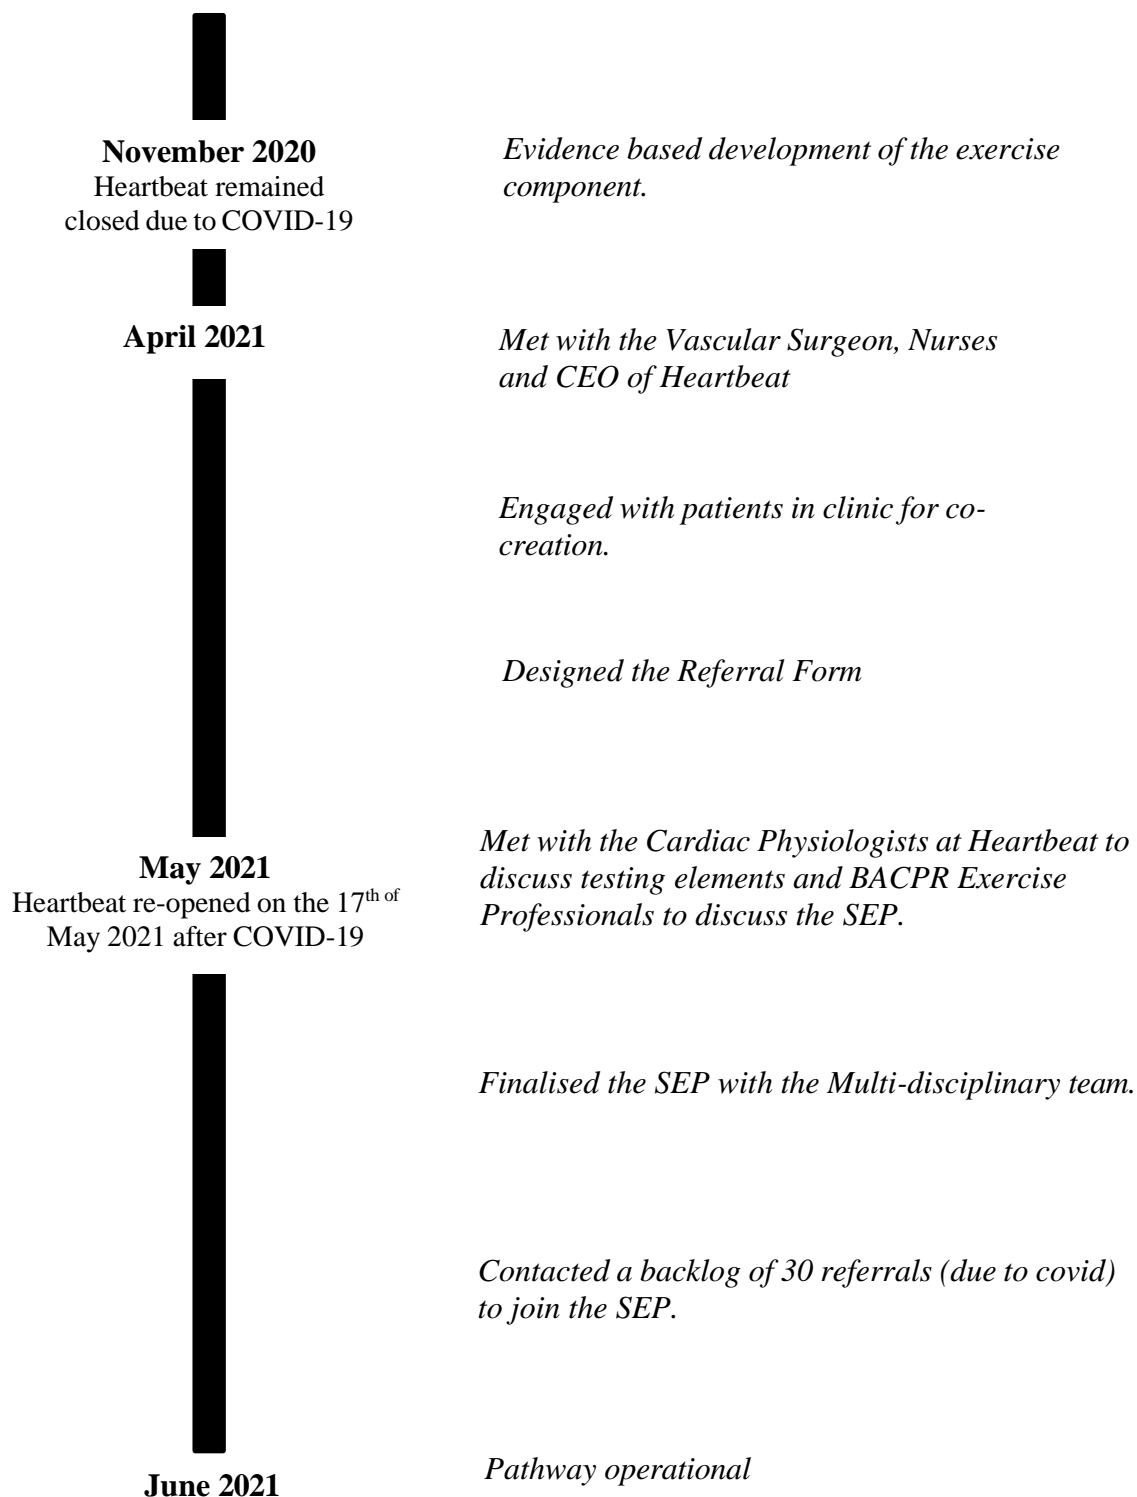 November 2020
Heartbeat remained
closed due to COVID-19
Evidence based development of the exercise
component.
April 2021
Met with the Vascular Surgeon, Nurses
and CEO of Heartbeat
Engaged with patients in clinic for co-
creation.
Designed the Referral Form
May 2021
Heartbeat re-opened on the 17th of
May 2021 after COVID-19
Met with the Cardiac Physiologists at Heartbeat to
discuss testing elements and BACPR Exercise
Professionals to discuss the SEP.
Finalised the SEP with the Multi-disciplinary team.
Contacted a backlog of 30 referrals (due to covid)
to join the SEP.
June 2021
Pathway operational